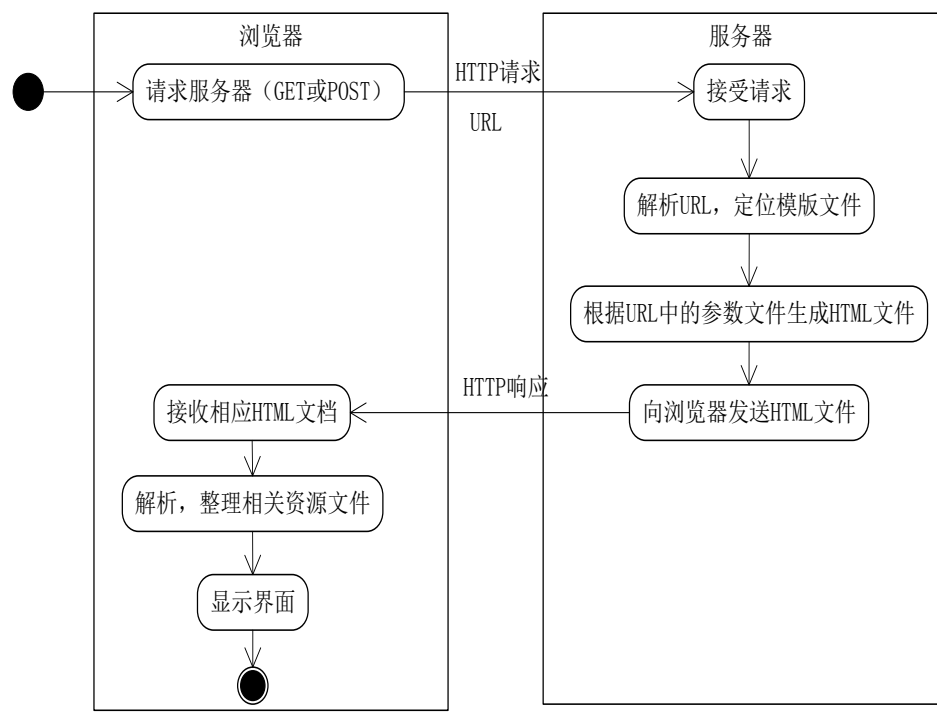 浏览器
服务器
请求服务器（GET或POST）
HTTP请求
URL
接受请求
解析URL，定位模版文件
根据URL中的参数文件生成HTML文件
向浏览器发送HTML文件
HTTP响应
接收相应HTML文档
解析，整理相关资源文件
显示界面